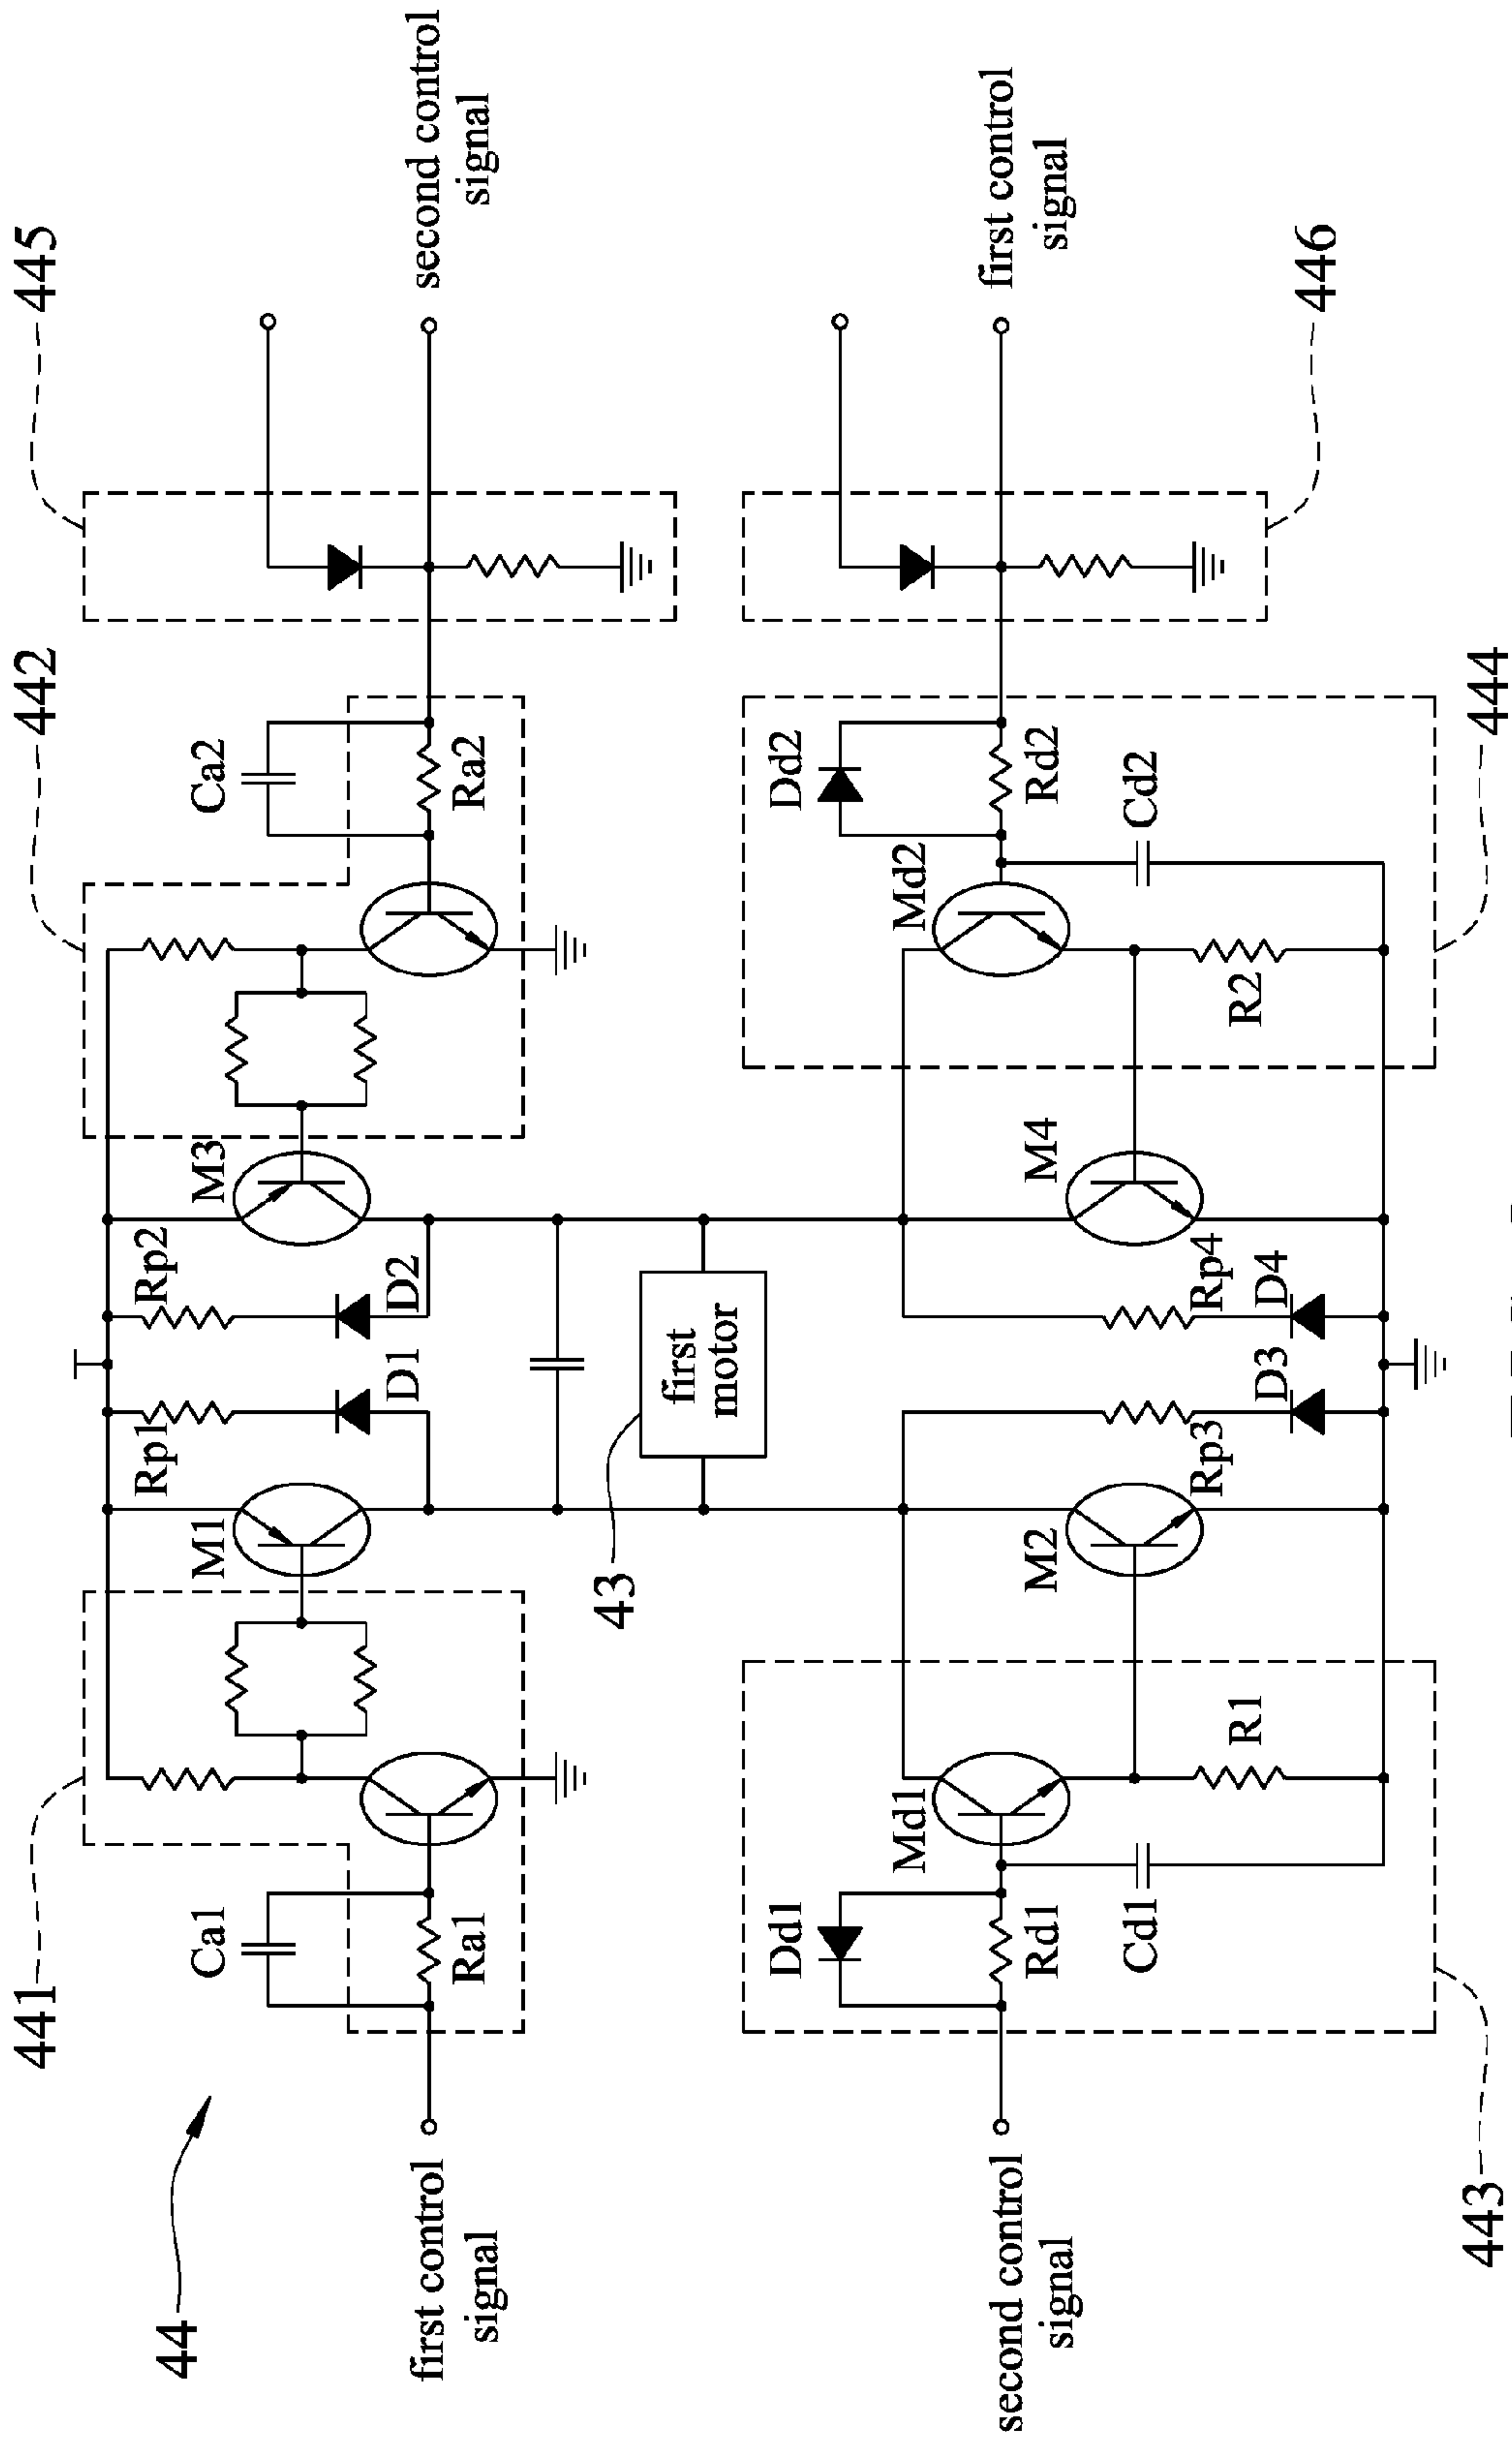 44
441
442
445
first control
signal
Ca1
Ra1
M1
Rp1
D1
Rp2
D2
M3
Ca2
Ra2
second control
signal
43
first
motor
second control
signal
Dd1
Rd1
Cd1
Md1
R1
M2
Rp3
D3
Rp4
D4
M4
Md2
R2
Dd2
Rd2
Cd2
first control
signal
443
444
446